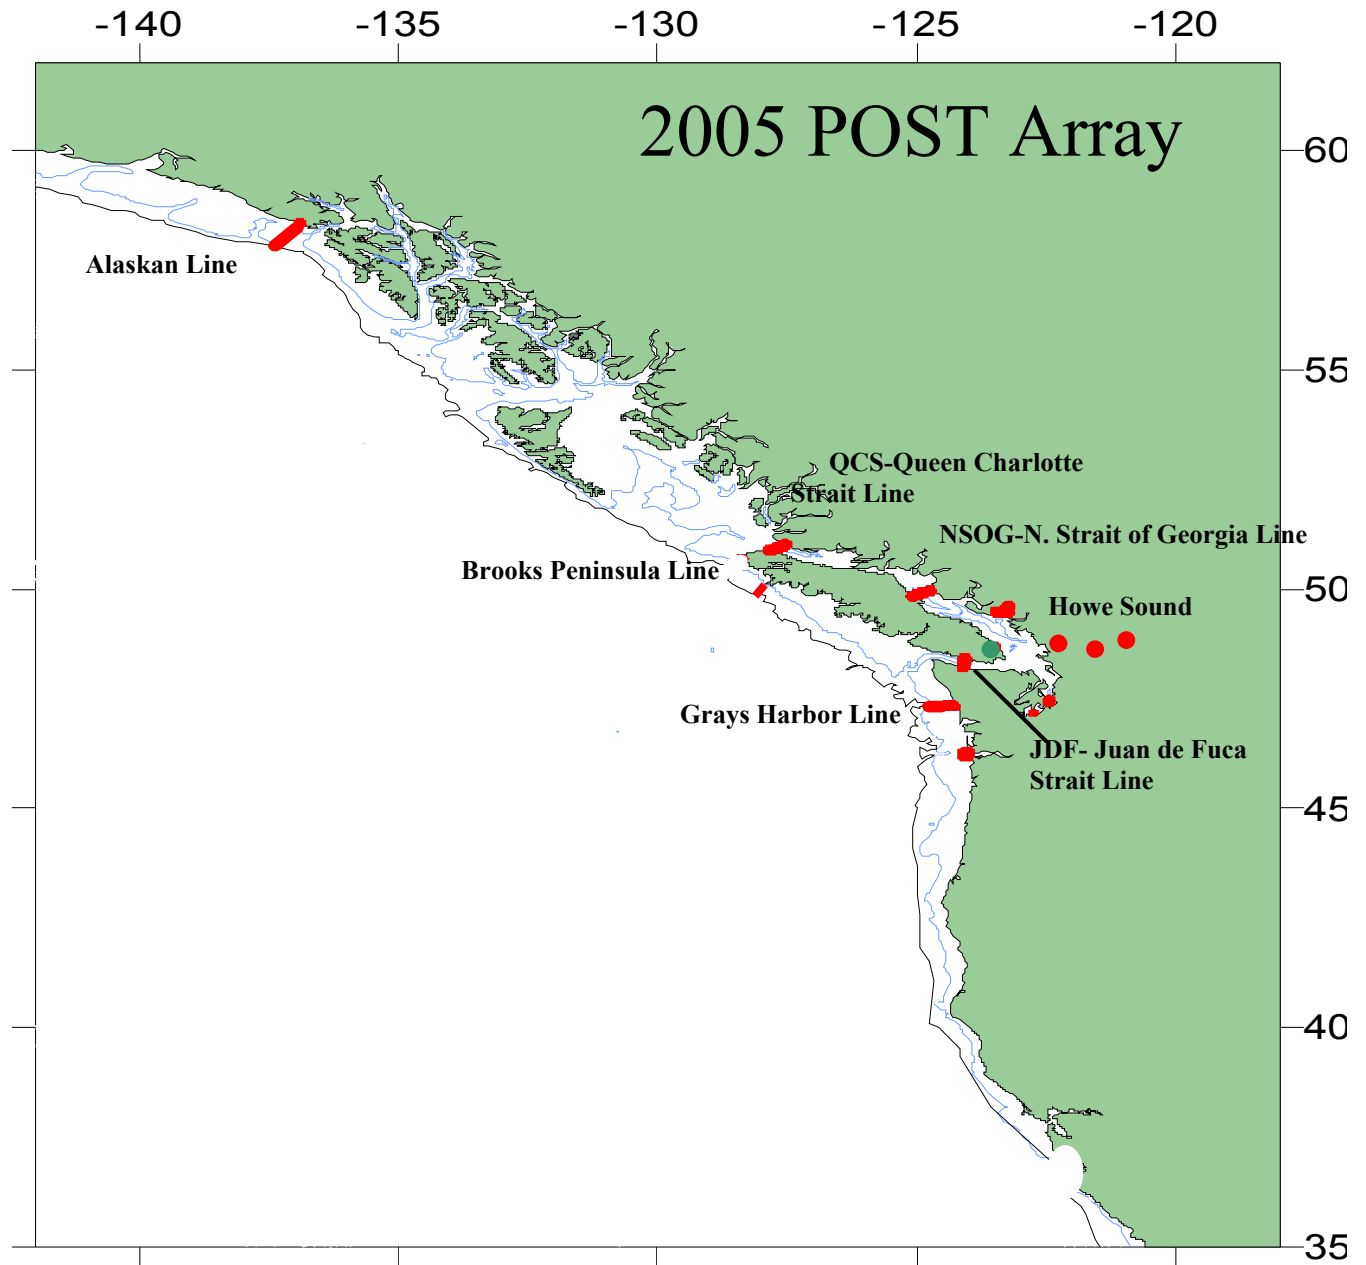 -140 -135 -130 -125 -120
2005 POST Array
60
Alaskan Line
55
QCS-Queen Charlotte
Strait Line
NSOG-N. Strait of Georgia Line
Brooks Peninsula Line
50
Howe Sound
Grays Harbor Line
JDF- Juan de Fuca
Strait Line
45
40
35